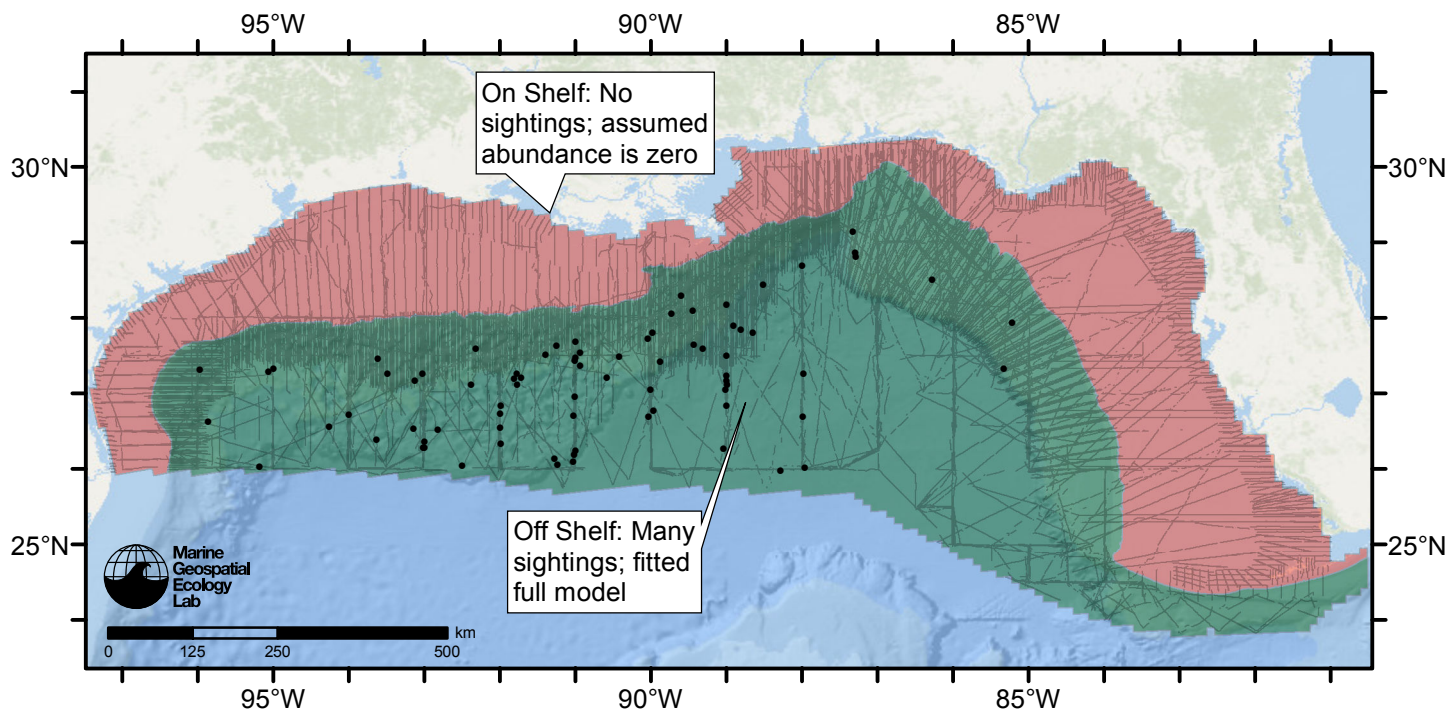 95°W
90°W
85°W
On Shelf: No
sightings; assumed
abundance is zero
30°N
30°N
Off Shelf: Many
sightings; fitted
full model
25°N
25°N
Marine
Geospatial
Ecology
Lab
km
0
125
250
500
95°W
90°W
85°W